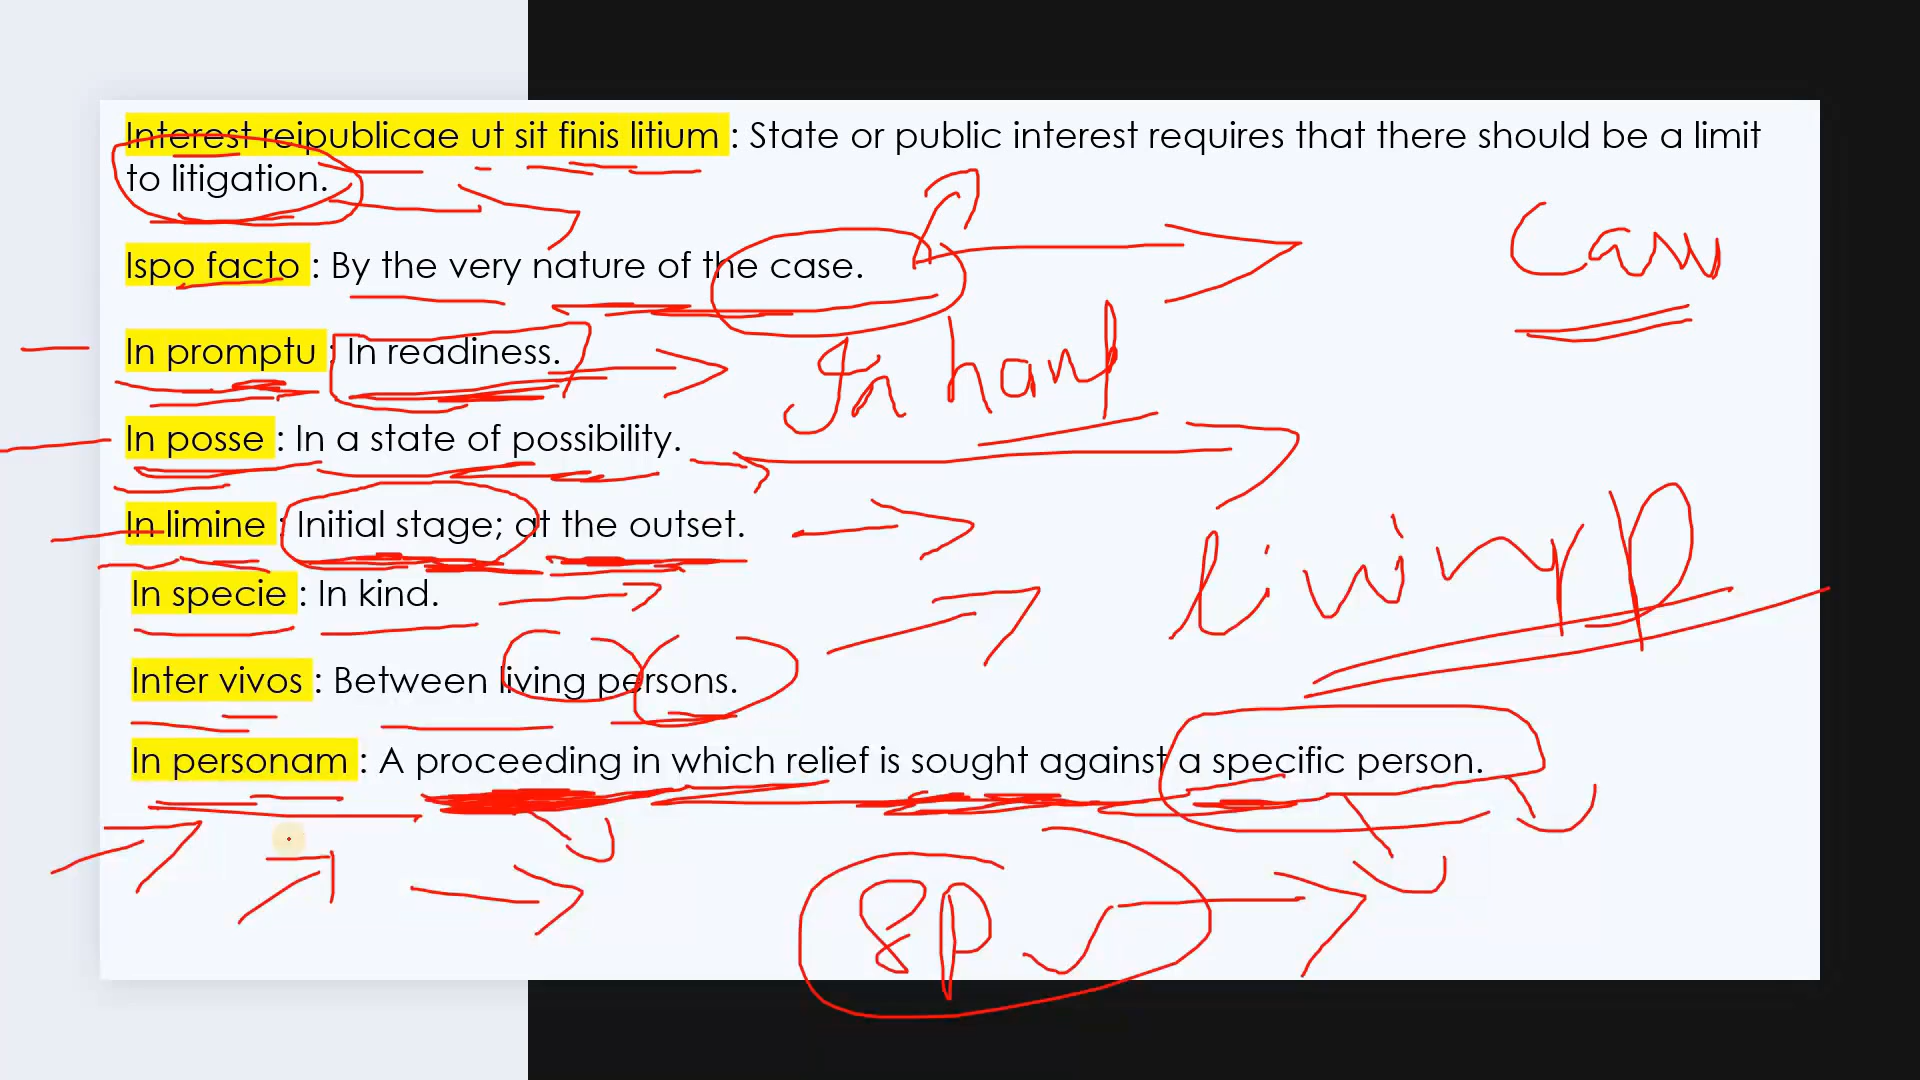 Interest reipublicae ut sit finis litium : State or public interest requires that there should be a limit
to litigation.
Case
Ispo facto : By the very nature of the case.
In promptu : In readiness.
In hand
In posse : In a state of possibility.
In limine : Initial stage; at the outset.
living P
In specie : In kind.
Inter vivos : Between living persons.
In personam : A proceeding in which relief is sought against a specific person.
SP